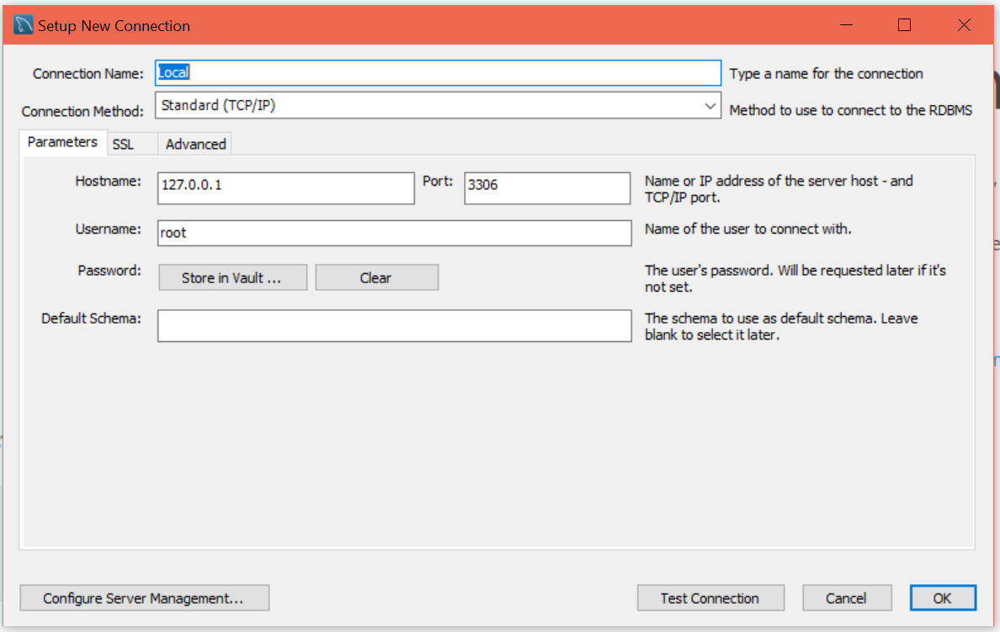 Setup New Connection
Connection Name: Local Type a name for the connection
Connection Method: Standard (TCP/IP) Method to use to connect to the RDBMS
Parameters SSL Advanced
Hostname: 127.0.0.1 Port: 3306 Name or IP address of the server host - and
TCP/IP port.
Username: root Name of the user to connect with.
Password: Store in Vault ... Clear The user's password. Will be requested later if it's
not set.
Default Schema: The schema to use as default schema. Leave
blank to select it later.
Configure Server Management... Test Connection Cancel OK